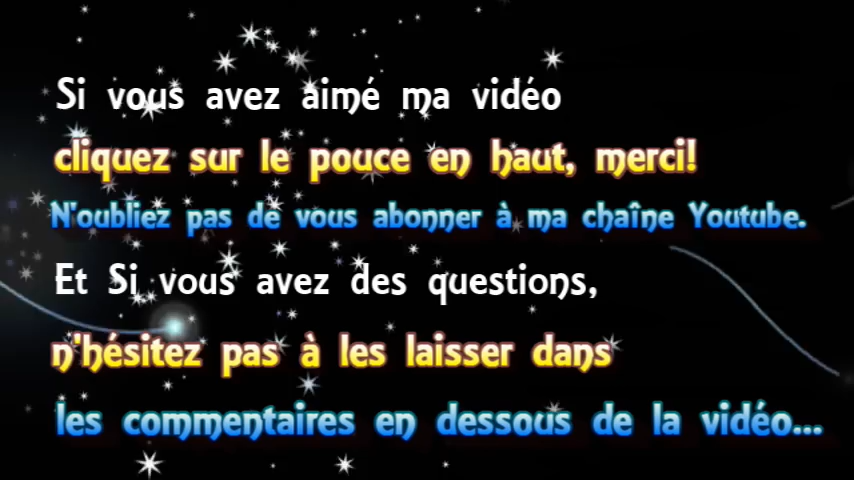 Si vous avez aimé ma vidéo
cliquez sur le pouce en haut, merci!
N'oubliez pas de vous abonner à ma chaîne Youtube.
Et Si vous avez des questions,
n'hésitez pas à les laisser dans
les commentaires en dessous de la vidéo...